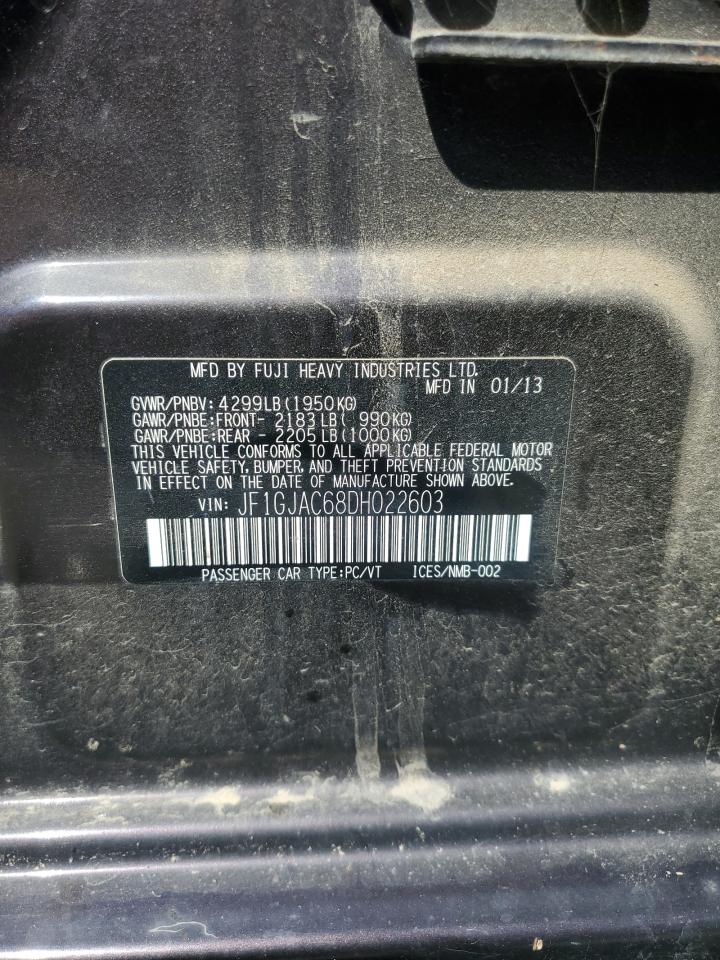 MFD BY FUJI HEAVY INDUSTRIES LTD.
MFD IN 01/13
GVWR/PNBV: 4299LB (1950KG)
GAWR/PNBE:FRONT- 2183 LB ( 990KG)
GAWR/PNBE:REAR - 2205 LB (1000KG)
THIS VEHICLE CONFORMS TO ALL APPLICABLE FEDERAL MOTOR
VEHICLE SAFETY, BUMPER, AND THEFT PREVENTION STANDARDS
IN EFFECT ON THE DATE OF MANUFACTURE SHOWN ABOVE.
VIN: JF1GJAC68DH022603
PASSENGER CAR TYPE:PC/VT ICES/NMB-002